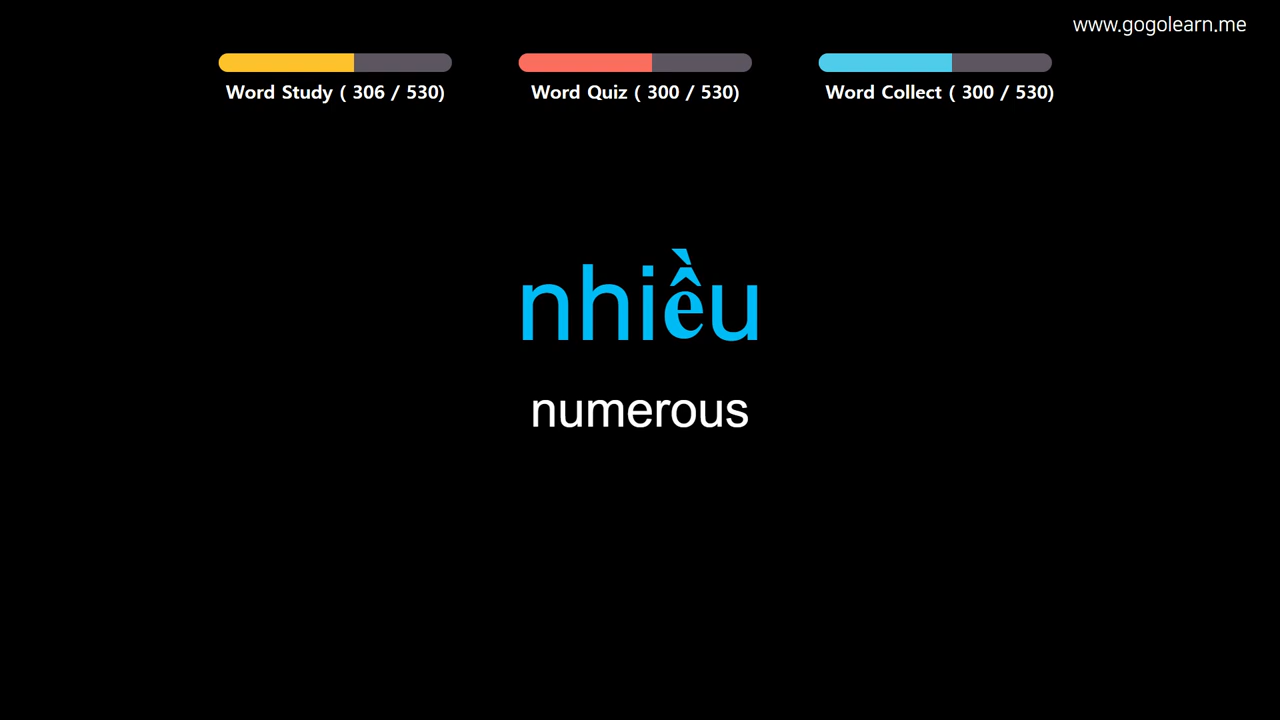 www.gogolearn.me
Word Study ( 306 / 530)
Word Quiz ( 300 / 530)
Word Collect ( 300 / 530)
nhiều
numerous